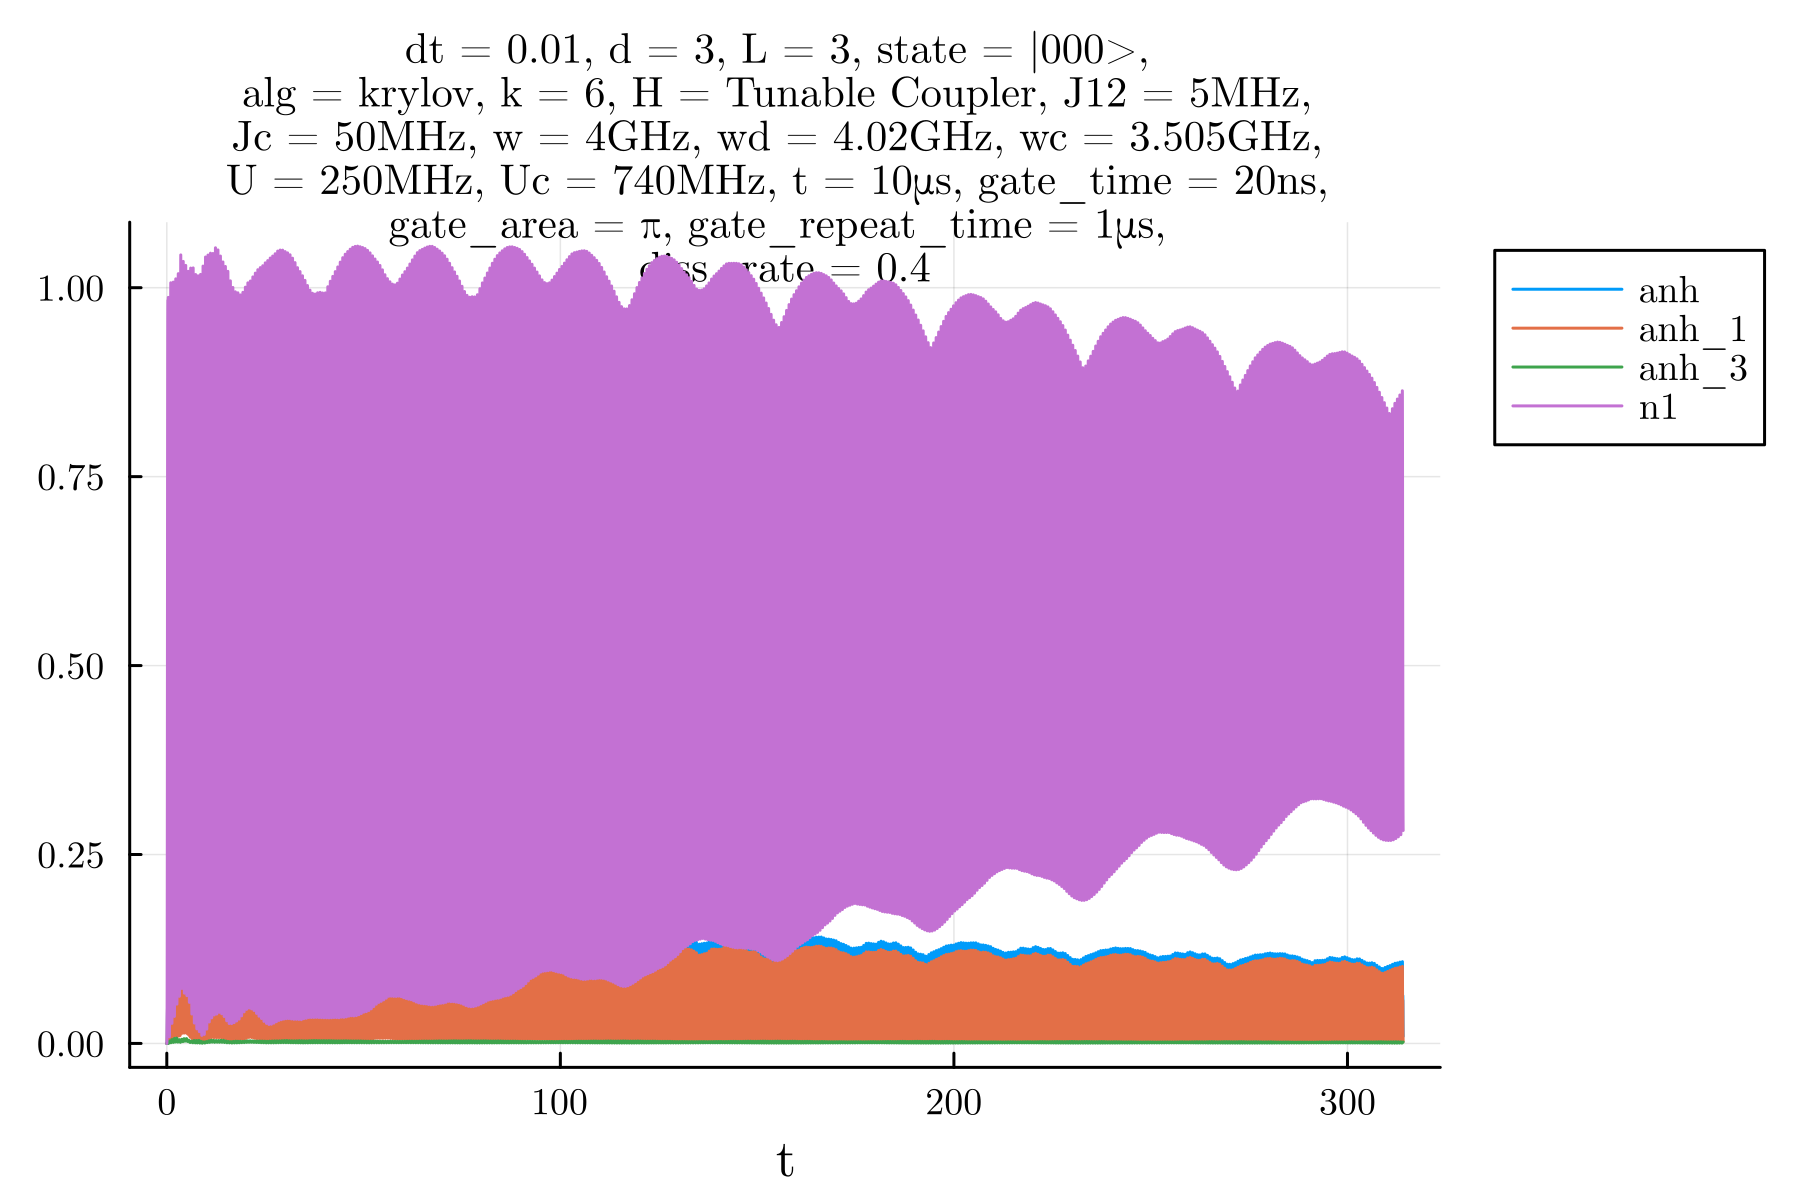 dt = 0.01, d = 3, L = 3, state = |000>,
alg = krylov, k = 6, H = Tunable Coupler, J12 = 5MHz,
Jc = 50MHz, w = 4GHz, wd = 4.02GHz, wc = 3.505GHz,
U = 250MHz, Uc = 740MHz, t = 10μs, gate_time = 20ns,
gate_area = π, gate_repeat_time = 1μs,
diss_rate = 0.4
1.00
0.75
0.50
0.25
0.00
0 100 200 300
t
anh
anh_1
anh_3
n1